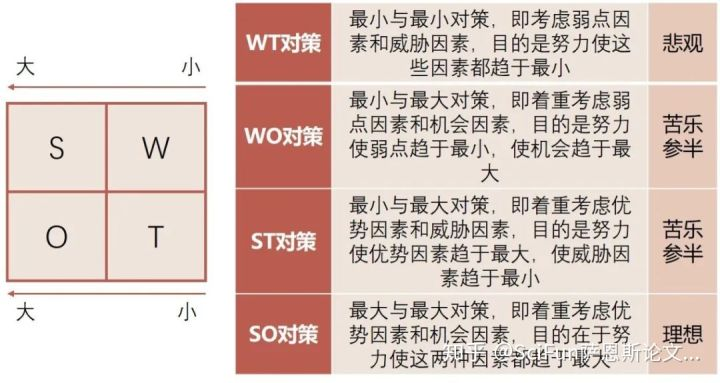 大 小
S W
O T
大 小
WT对策
最小与最小对策，即考虑弱点因
素和威胁因素，目的是努力使这
些因素都趋于最小
悲观
WO对策
最小与最大对策，即着重考虑弱
点因素和机会因素，目的是努力
使弱点趋于最小，使机会趋于最
大
苦乐
参半
ST对策
最小与最大对策，即着重考虑优
势因素和威胁因素，目的是努力
使优势因素趋于最大，使威胁因
素趋于最小
苦乐
参半
SO对策
最大与最大对策，即着重考虑优
势因素和机会因素，目的在于努
力使这两种因素都趋于最大
理想
知乎 @SciFun萨恩斯论文...